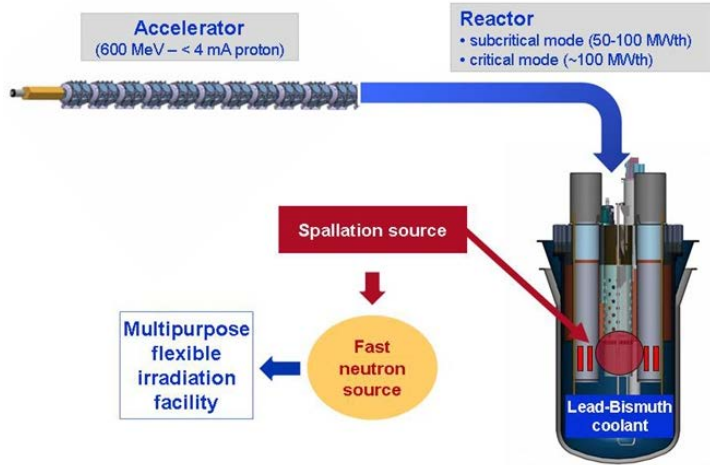 Accelerator
(600 MeV – < 4 mA proton)
Reactor
• subcritical mode (50-100 MWth)
• critical mode (~100 MWth)
Spallation source
Multipurpose
flexible
irradiation
facility
Fast
neutron
source
Lead-Bismuth
coolant